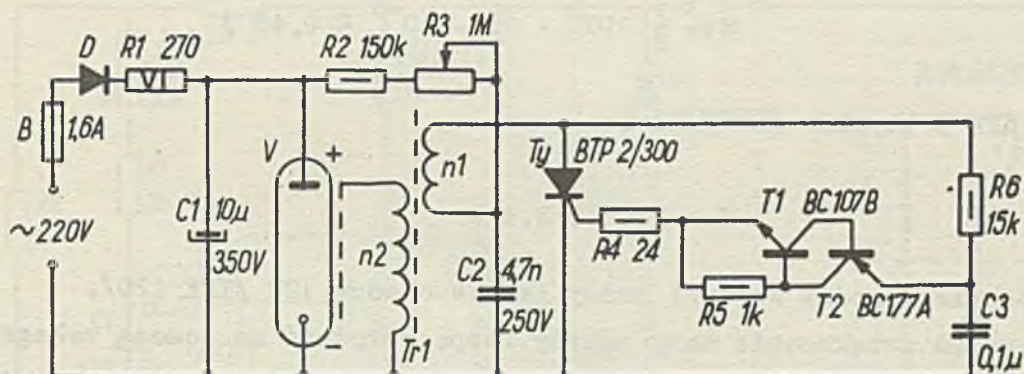 R3 1M
D
R1 270
R2 150k
B
1,6A
V
+
n1
Ty
BTP 2/300
T1
BC107B
R6
15k
~220V
C1
10µ
350V
n2
C2
4,7n
250V
R4 24
R5 1k
T2
BC177A
C3
0,1µ
-
Tr1